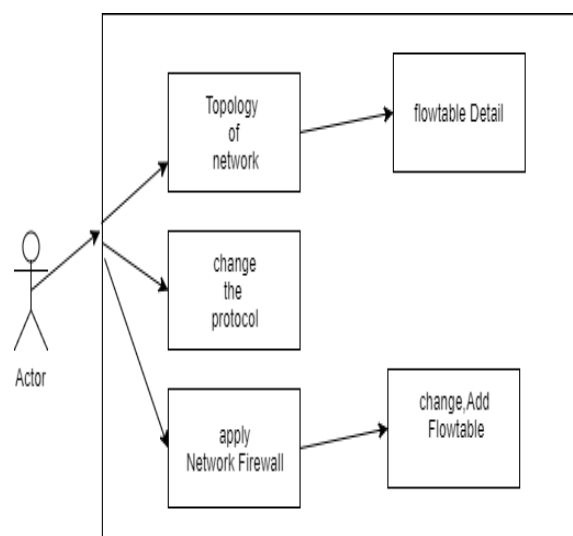 Topology
of
network
flowtable Detail
change
the
protocol
Actor
apply
Network Firewall
change,Add
Flowtable